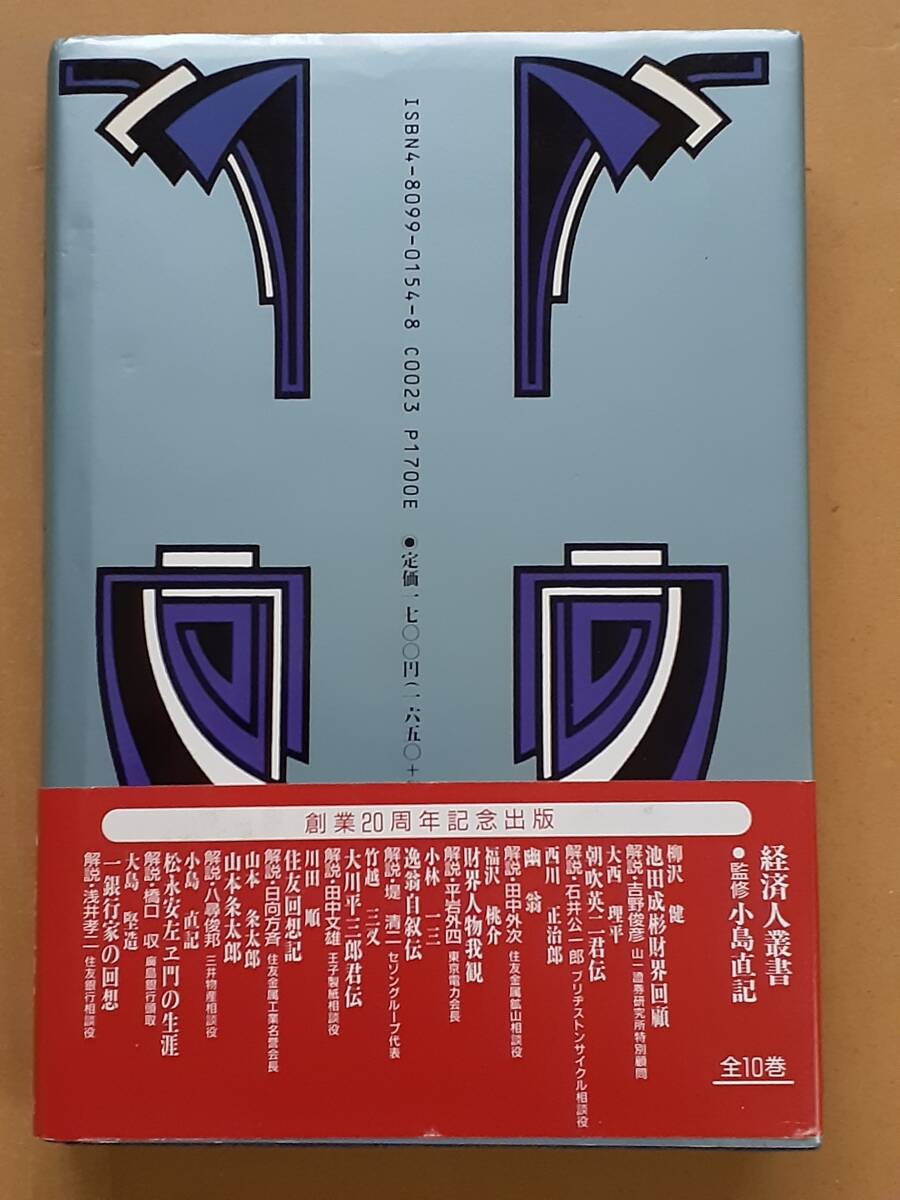 ISBN4-8099-0154-8 C0023 P1700E ●定価一七〇〇円(一六五〇+
創業20周年記念出版
経済人叢書
●監修 小島直記
全10巻
柳沢 健
池田成彬財界回顧
解説・吉野俊彦 山一證券研究所特別顧問
大西 理平
朝吹英二君伝
解説・石井公一郎 ブリヂストンサイクル相談役
西川 正治郎
幽翁
解説・田中外次 住友金属鉱山相談役
福沢 桃介
財界人物我観
解説・平岩外四 東京電力会長
小林 一三
逸翁自叙伝
解説・堤 清二 セゾングループ代表
竹越 三叉
大川平三郎君伝
解説・田中文雄 王子製紙相談役
川田 順
住友回想記
解説・日向方斉 住友金属工業名誉会長
山本 条太郎
山本条太郎
解説・八尋俊邦 三井物産相談役
小島 直記
松永安左ヱ門の生涯
解説・橋口 収 広島銀行頭取
大島 堅造
一銀行家の回想
解説・浅井孝二 住友銀行相談役